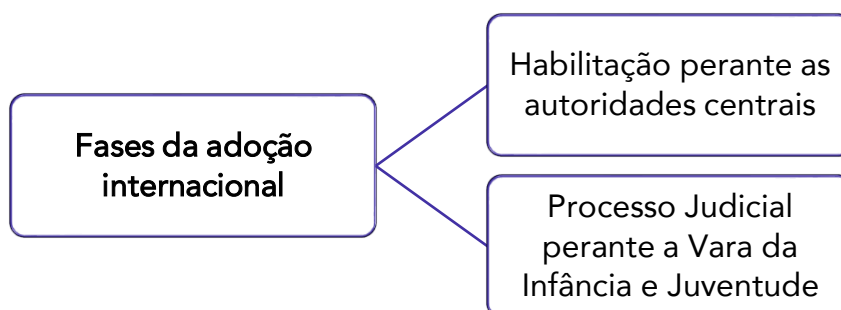 Fases da adoção
internacional
Habilitação perante as
autoridades centrais
Processo Judicial
perante a Vara da
Infância e Juventude